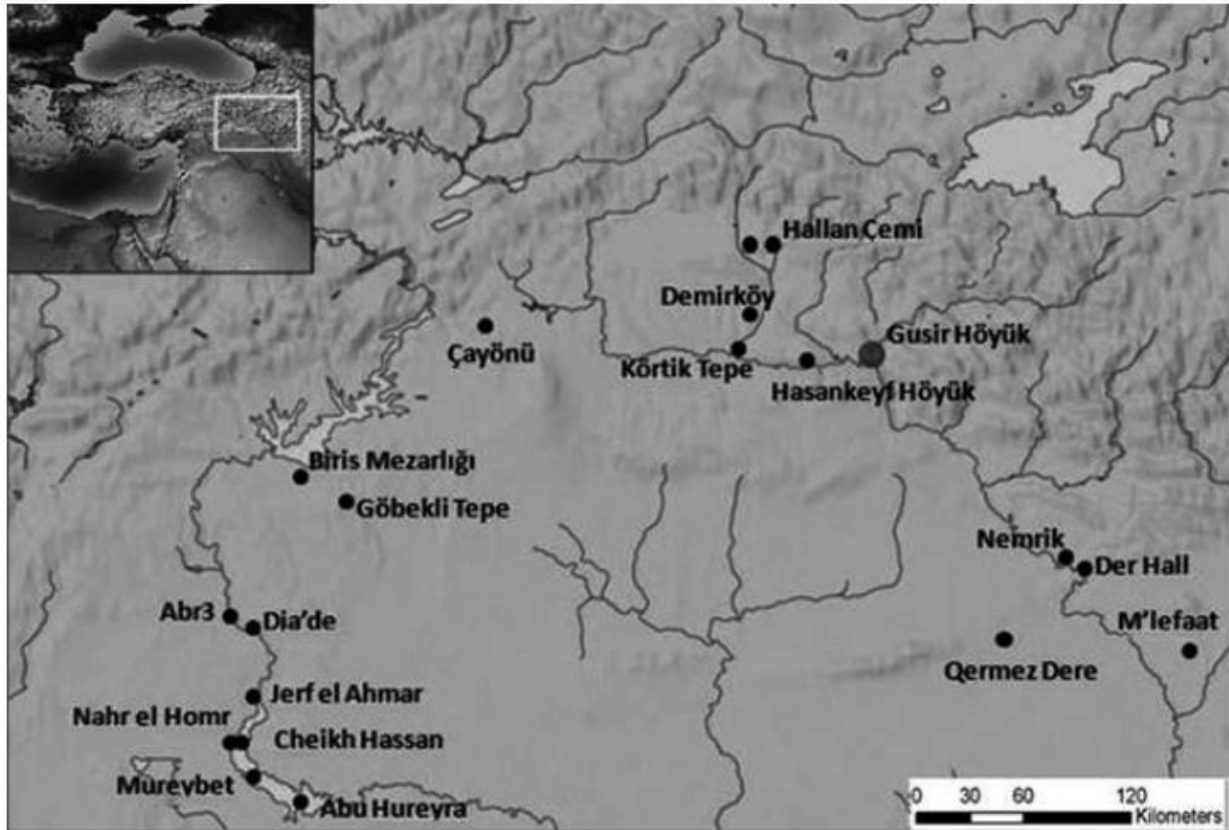 Hallan Çemi
Demirköy
Gusir Höyük
Çayönü
Körtik Tepe
Hasankeyf Höyük
Biris Mezarlığı
Göbekli Tepe
Nemrik
Der Hall
Abr3
Dia'de
M'lefaat
Qermez Dere
Jerf el Ahmar
Nahr el Homr
Cheikh Hassan
Müreybet
Abu Hureyra
0 30 60 120
Kilometers